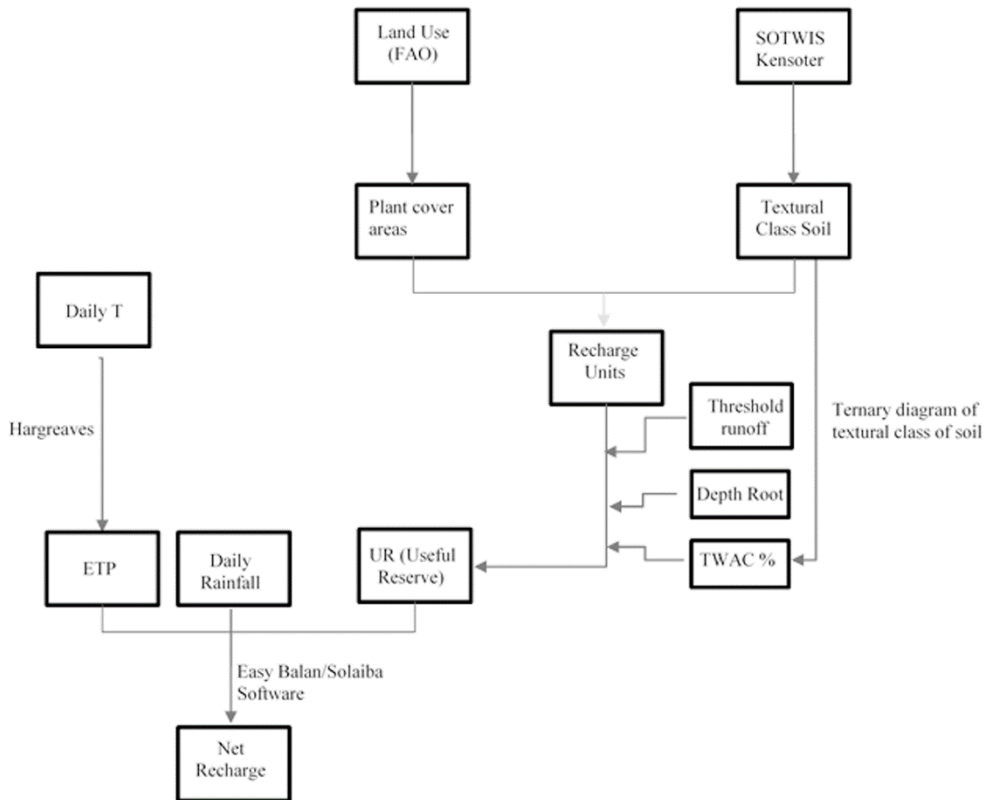 Land Use
(FAO)
SOTWIS
Kensoter
Plant cover
areas
Textural
Class Soil
Daily T
Recharge
Units
Threshold
runoff
Ternary diagram of
textural class of soil
Hargreaves
Depth Root
ETP
Daily
Rainfall
UR (Useful
Reserve)
TWAC %
Easy Balan/Solaiba
Software
Net
Recharge